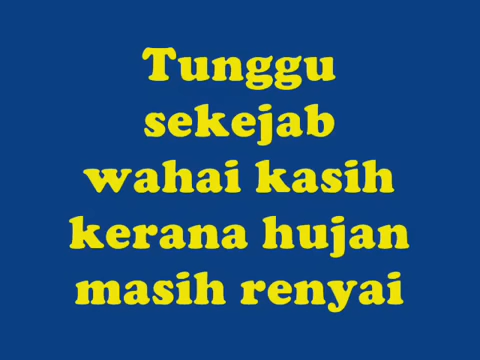 Tunggu
sekejab
wahai kasih
kerana hujan
masih renyai